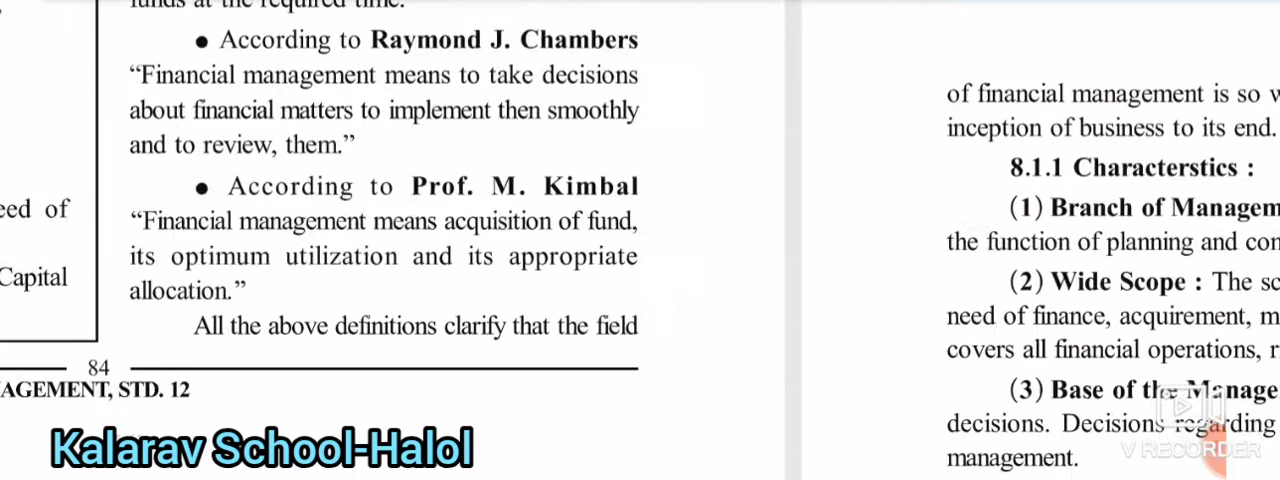 funds at the required time.
● According to Raymond J. Chambers
“Financial management means to take decisions
about financial matters to implement then smoothly
and to review, them.”
● According to Prof. M. Kimbal
“Financial management means acquisition of fund,
its optimum utilization and its appropriate
allocation.”
All the above definitions clarify that the field
eed of
Capital
84
AGEMENT, STD. 12
Kalarav School-Halol
of financial management is so w
inception of business to its end.
8.1.1 Characterstics :
(1) Branch of Managem
the function of planning and con
(2) Wide Scope : The sc
need of finance, acquirement, m
covers all financial operations, r
(3) Base of the Manage
decisions. Decisions regarding
management.
V RECORDER